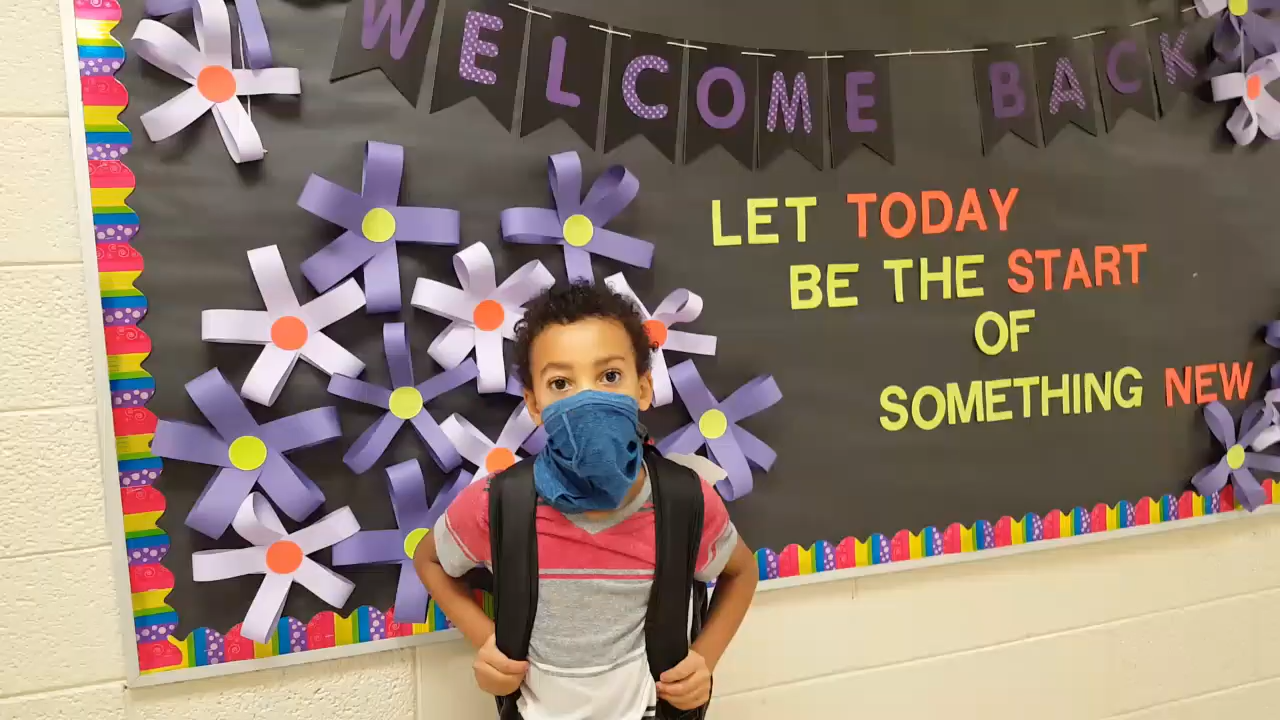 WELCOME BACK
LET TODAY
BE THE START
OF
SOMETHING NEW